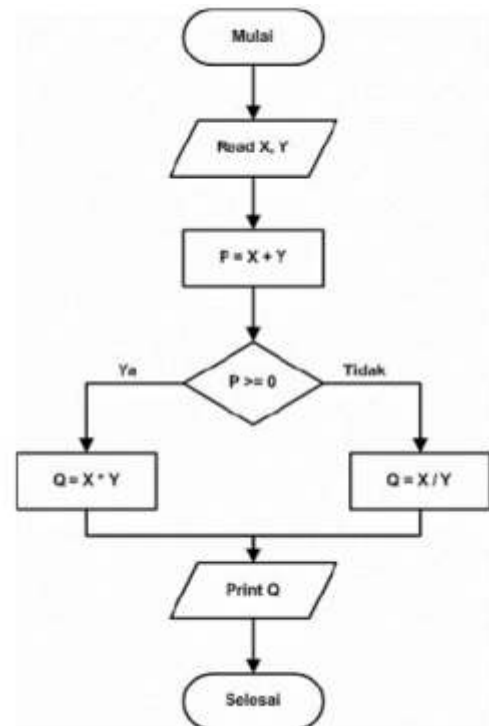 Mulai
Read X, Y
P = X + Y
P >= 0
Ya
Tidak
Q = X * Y
Q = X / Y
Print Q
Selesai